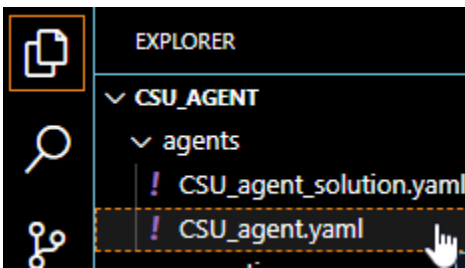 EXPLORER
CSU_AGENT
agents
! CSU_agent_solution.yaml
! CSU_agent.yaml